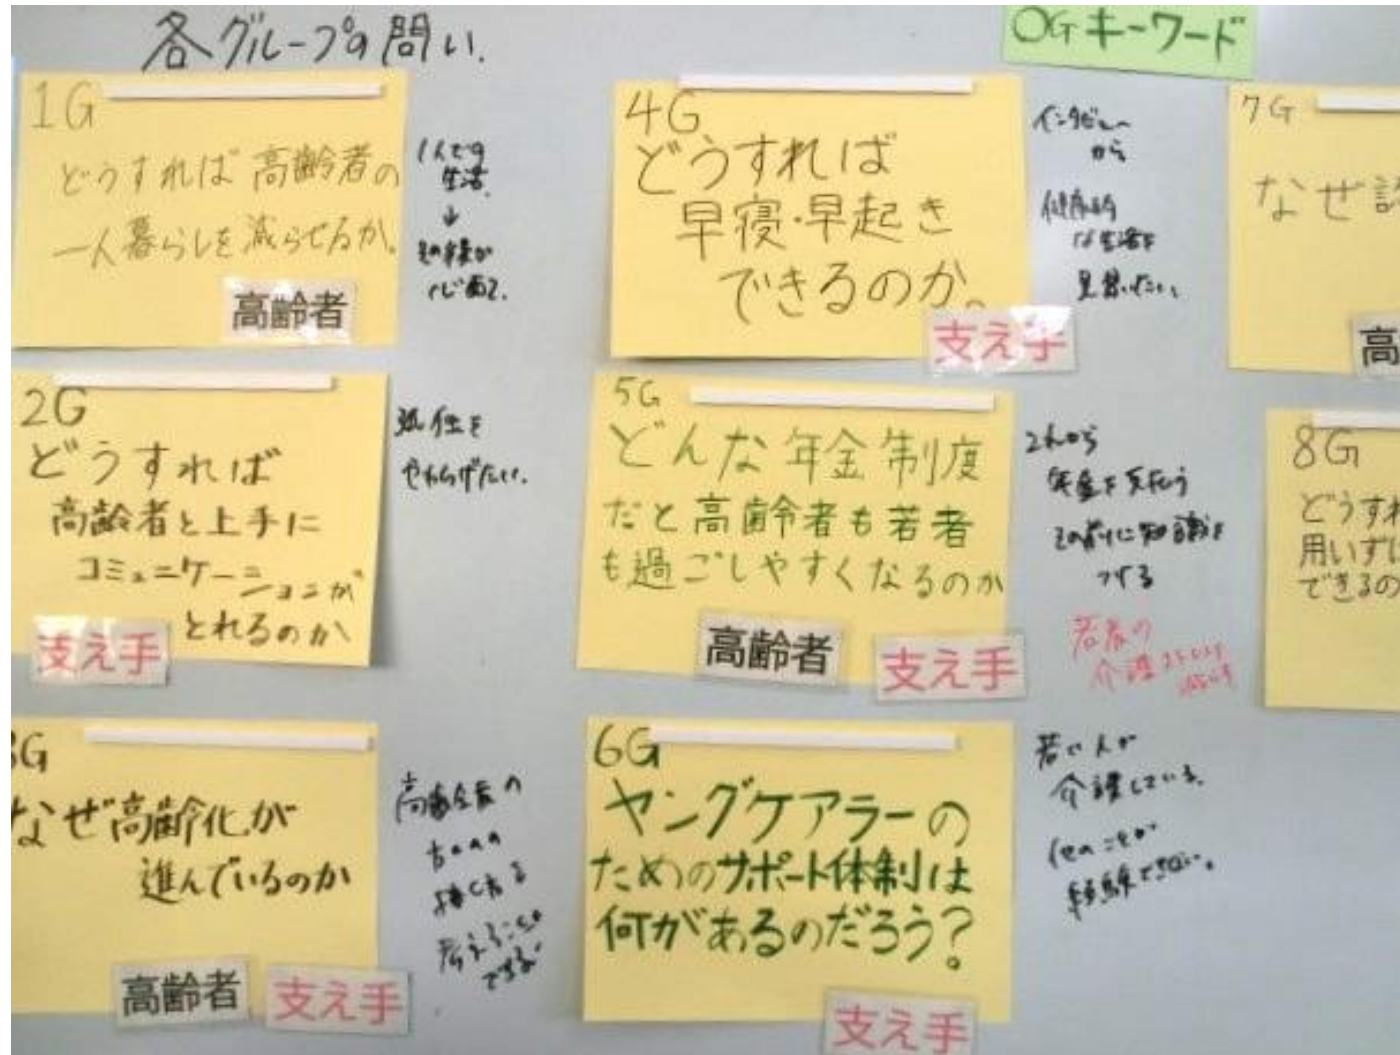 各グループの問い.
○Gキーワード
1G
どうすれば高齢者の
一人暮らしを減らせるか。
高齢者
1人での
生活
↓
2G
どうすれば
高齢者と上手に
コミュニケーションが
とれるのか
支え手
孤住を
やわらげたい.
3G
なぜ高齢化が
進んでいるのか
高齢者
支え手
考えることが
できる
4G
どうすれば
早寝・早起き
できるのか。
支え手
インタビュー
から
健康的
な生活を
見習いたい
5G
どんな年金制度
だと高齢者も若者
も過ごしやすくなるのか
高齢者
支え手
これから
年金を支払う
その前に知識を
つける
若者の
介護
6G
ヤングケアラーの
ためのサポート体制は
何があるのだろう?
支え手
若い人が
介護している.
他のことが
経験できない.
7G
なぜ
高
8G
どうすれ
用いずに
できるの